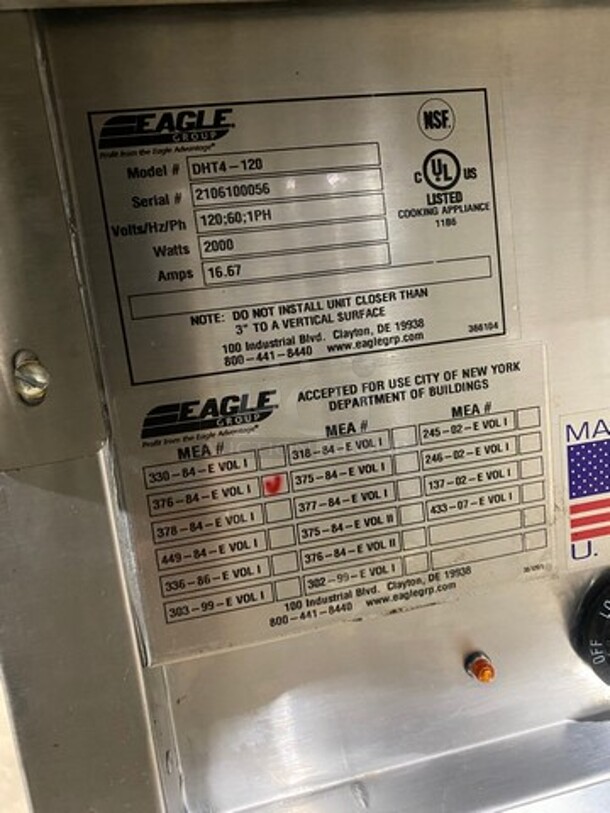 EAGLE
GROUP
Profit from the Eagle Advantage®
NSF.
Model # DHT4-120
Serial # 2106100056
Volts/Hz/Ph 120;60;1PH
Watts 2000
Amps 16.67
C UL US
LISTED
COOKING APPLIANCE
11B6
NOTE: DO NOT INSTALL UNIT CLOSER THAN
3" TO A VERTICAL SURFACE
100 Industrial Blvd. Clayton, DE 19938
800-441-8440 www.eaglegrp.com
366104
EAGLE
GROUP
Profit from the Eagle Advantage®
ACCEPTED FOR USE CITY OF NEW YORK
DEPARTMENT OF BUILDINGS
MEA #
330-84-E VOL I
376-84-E VOL I
378-84-E VOL I
449-84-E VOL I
336-86-E VOL I
303-99-E VOL I
MEA #
318-84-E VOL I
375-84-E VOL I
377-84-E VOL I
375-84-E VOL II
376-84-E VOL II
302-99-E VOL I
MEA #
245-02-E VOL I
246-02-E VOL I
137-02-E VOL I
433-07-E VOL I
100 Industrial Blvd. Clayton, DE 19938
800-441-8440 www.eaglegrp.com
MA
U.
OFF
LO